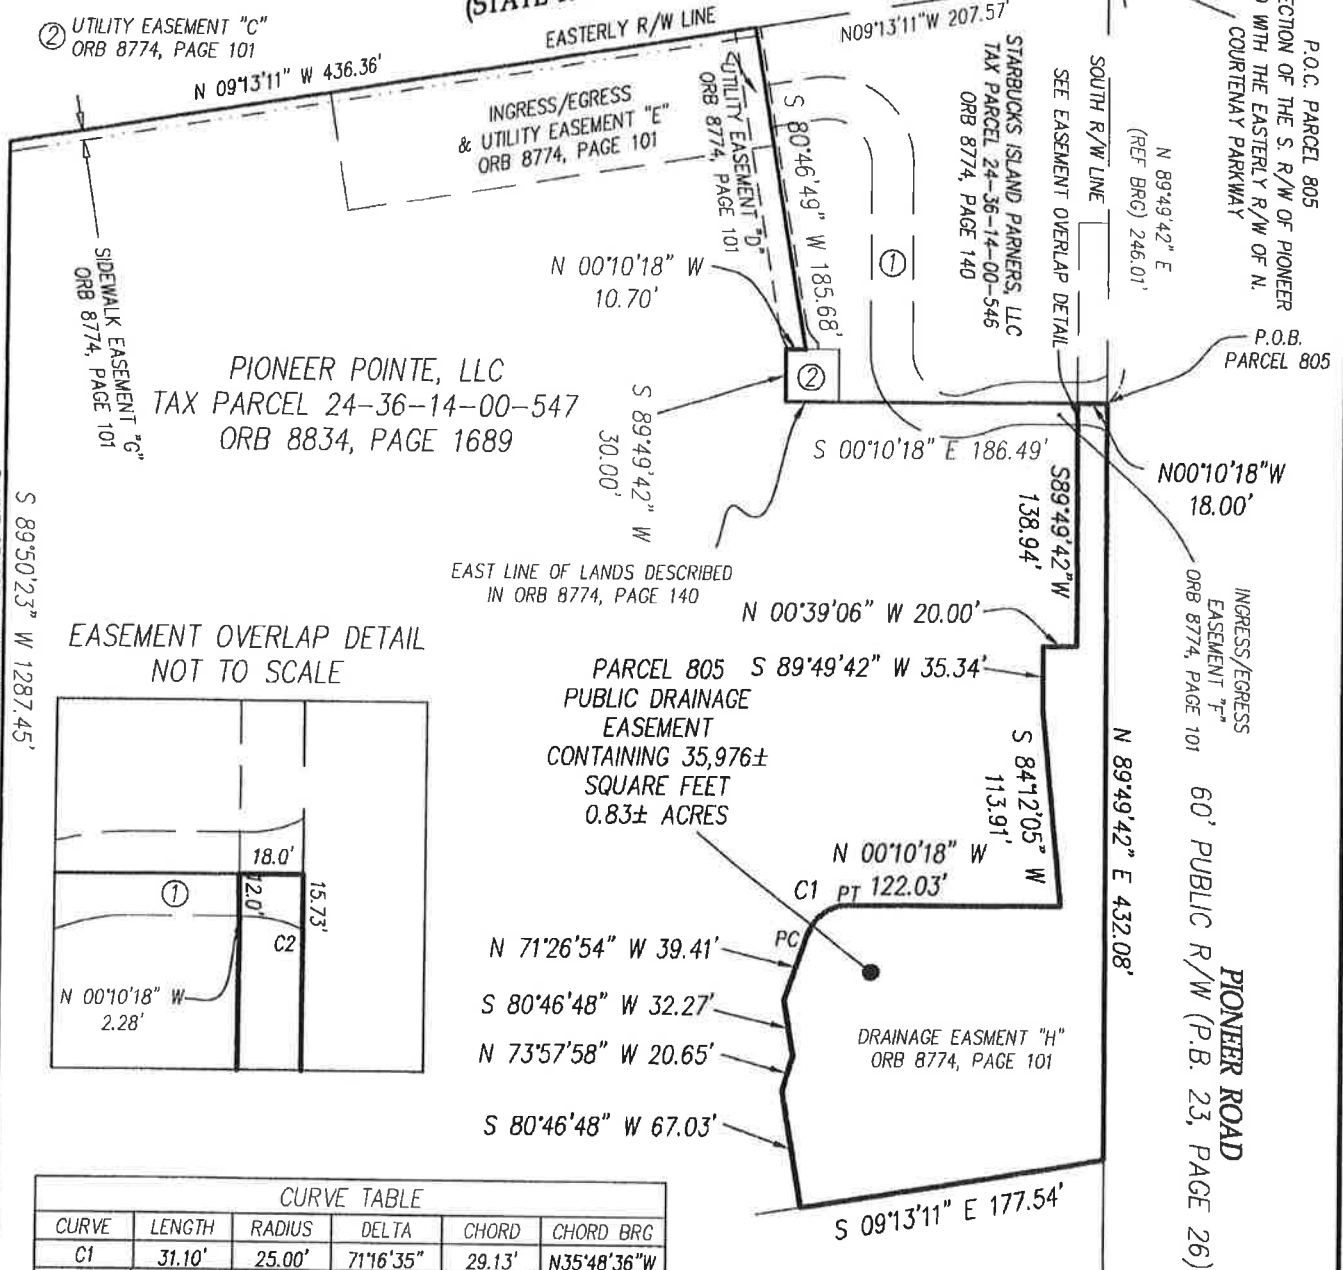 ② UTILITY EASEMENT "C"
ORB 8774, PAGE 101
EASTERLY R/W LINE
N 09°13'11" W 436.36'
N09°13'11"W 207.57'
INGRESS/EGRESS
& UTILITY EASEMENT "E"
ORB 8774, PAGE 101
UTILITY EASEMENT "D"
ORB 8774, PAGE 101
S 80°46'49" W 185.68'
STARBUCKS ISLAND PARNERS, LLC
TAX PARCEL 24-36-14-00-546
ORB 8774, PAGE 140
SEE EASEMENT OVERLAP DETAIL
SOUTH R/W LINE
N 89°49'42" E
(REF BRG) 246.01'
P.O.C. PARCEL 805
S. R/W OF PIONEER
WITH THE EASTERLY R/W OF N.
COURTENAY PARKWAY
P.O.B.
PARCEL 805
①
②
N 00°10'18" W
10.70'
SIDEWALK EASEMENT "G"
ORB 8774, PAGE 101
PIONEER POINTE, LLC
TAX PARCEL 24-36-14-00-547
ORB 8834, PAGE 1689
S 89°49'42" W
30.00'
S 00°10'18" E 186.49'
N00°10'18"W
18.00'
S89°49'42"W
138.94'
EAST LINE OF LANDS DESCRIBED
IN ORB 8774, PAGE 140
INGRESS/EGRESS
EASEMENT "F"
ORB 8774, PAGE 101
N 00°39'06" W 20.00'
S 89°49'42" W 35.34'
S 89°50'23" W 1287.45'
EASEMENT OVERLAP DETAIL
NOT TO SCALE
18.0'
①
12.0'
15.73'
C2
N 00°10'18" W
2.28'
PARCEL 805
PUBLIC DRAINAGE
EASEMENT
CONTAINING 35,976±
SQUARE FEET
0.83± ACRES
S 84°12'05" W
113.91'
N 89°49'42" E 432.08'
N 00°10'18" W
122.03'
C1
PT
PC
N 71°26'54" W 39.41'
S 80°46'48" W 32.27'
N 73°57'58" W 20.65'
S 80°46'48" W 67.03'
DRAINAGE EASMENT "H"
ORB 8774, PAGE 101
PIONEER ROAD
60' PUBLIC R/W (P.B. 23, PAGE 26)
S 09°13'11" E 177.54'
CURVE TABLE
CURVE LENGTH RADIUS DELTA CHORD CHORD BRG
C1 31.10' 25.00' 71°16'35" 29.13' N35°48'36"W